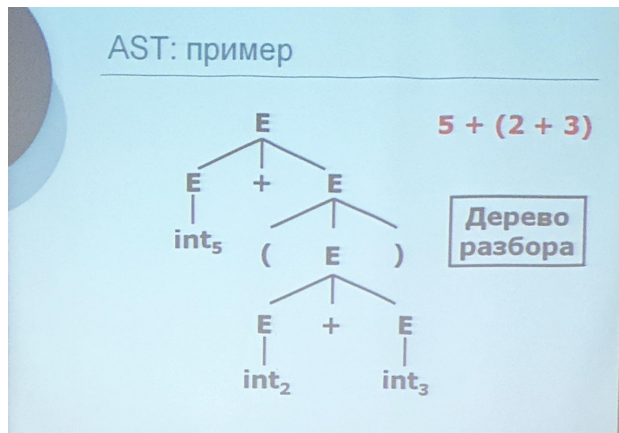 AST: пример
E
5 + (2 + 3)
E + E
int₅
( E )
Дерево
разбора
E + E
int₂ int₃